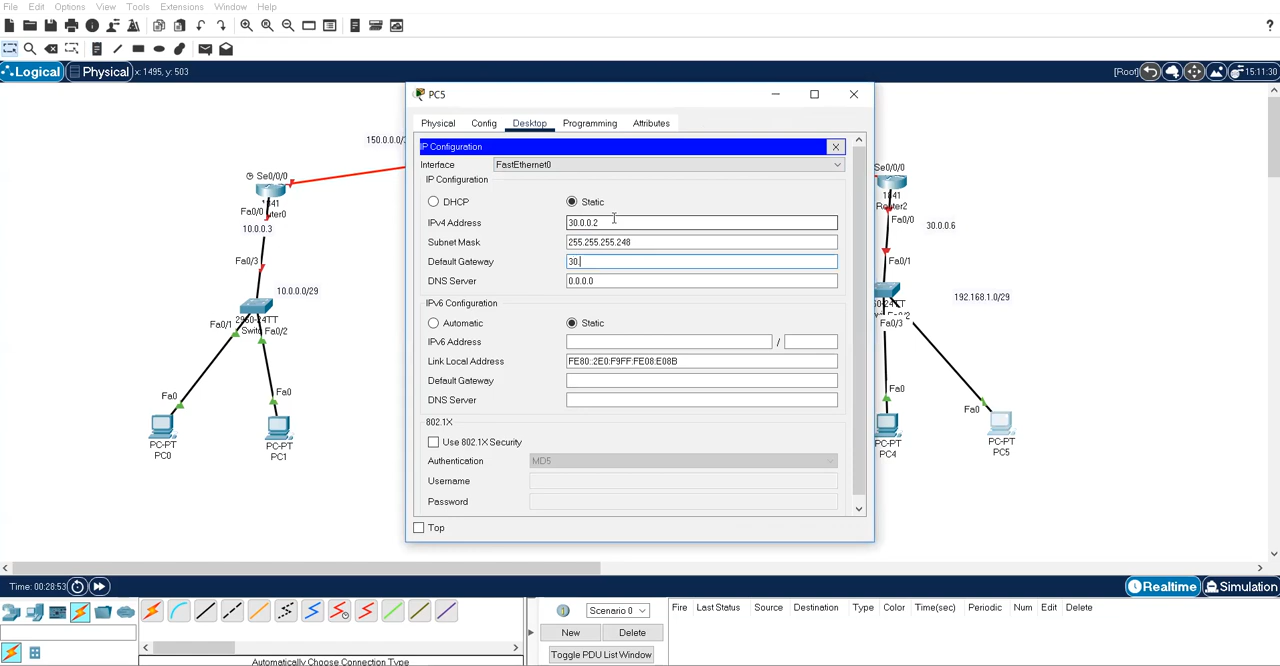 File Edit Options View Tools Extensions Window Help
?
Logical Physical x: 1495, y: 503 [Root] 15:11:30
PC5
Physical Config Desktop Programming Attributes
IP Configuration X
Interface FastEthernet0
IP Configuration
DHCP Static
IPv4 Address 30.0.0.2
Subnet Mask 255.255.255.248
Default Gateway 30.
DNS Server 0.0.0.0
IPv6 Configuration
Automatic Static
IPv6 Address /
Link Local Address FE80::2E0:F9FF:FE08:E08B
Default Gateway
DNS Server
802.1X
Use 802.1X Security
Authentication MD5
Username
Password
Top
150.0.0.0/
Se0/0/0
Fa0/0
10.0.0.3
Fa0/3
10.0.0.0/29
Fa0/1
Fa0/2
Fa0
Fa0
PC-PT
PC0
PC-PT
PC1
Se0/0/0
Router2
Fa0/0
30.0.0.6
Fa0/1
192.168.1.0/29
Fa0/3
Fa0
Fa0
PC-PT
PC4
PC-PT
PC5
Time: 00:28:53 Realtime Simulation
Scenario 0
New Delete
Toggle PDU List Window
Fire Last Status Source Destination Type Color Time(sec) Periodic Num Edit Delete
Automatically Choose Connection Type